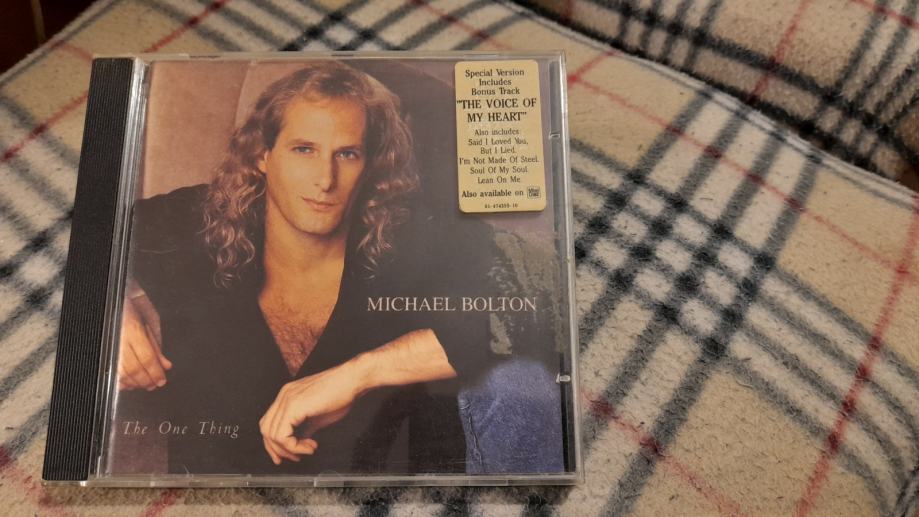 Special Version
Includes
Bonus Track
"THE VOICE OF
MY HEART"
Also includes:
Said I Loved You,
But I Lied.
I'm Not Made Of Steel.
Soul Of My Soul.
Lean On Me.
Also available on
MICHAEL BOLTON
The One Thing